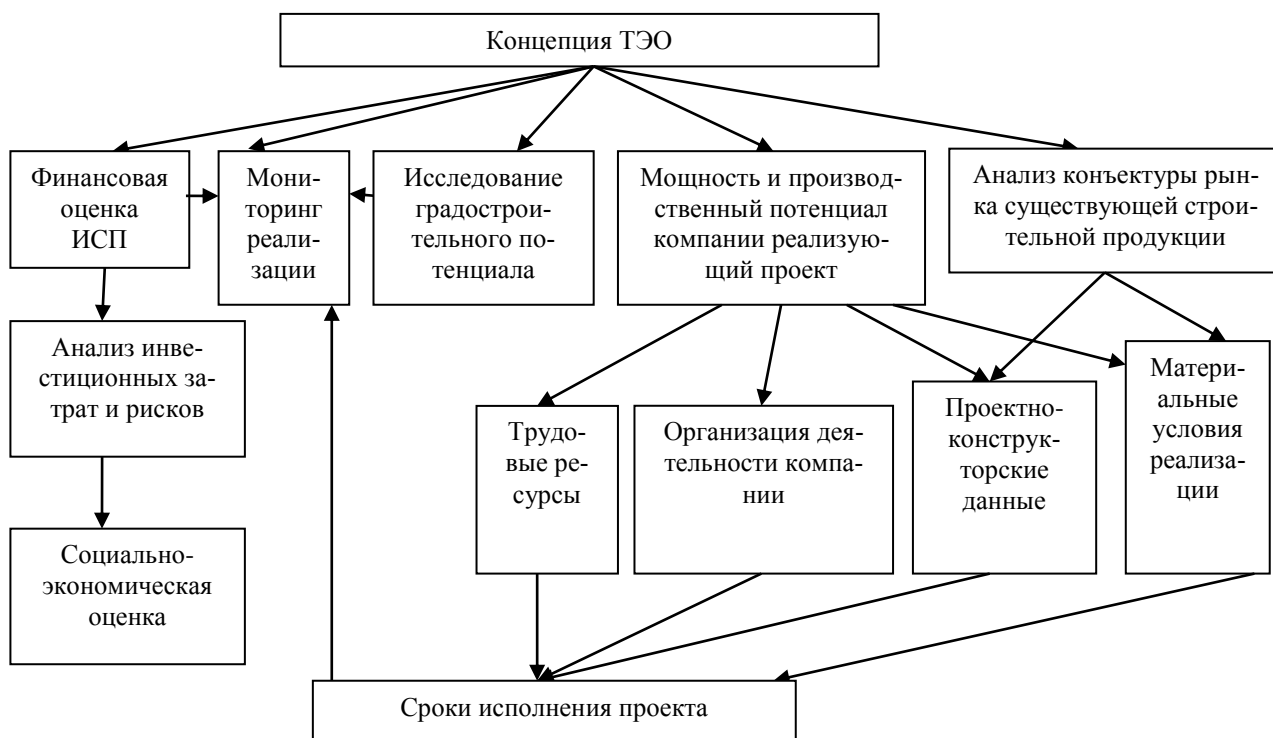 Концепция ТЭО
Финансовая
оценка
ИСП
Мони-
торинг
реали-
зации
Исследование
градострои-
тельного по-
тенциала
Мощность и производ-
ственный потенциал
компании реализую-
щий проект
Анализ конъектуры рын-
ка существующей строи-
тельной продукции
Анализ инве-
стиционных за-
трат и рисков
Трудо-
вые ре-
сурсы
Организация дея-
тельности компа-
нии
Проектно-
конструк-
торские
данные
Матери-
альные
условия
реализа-
ции
Социально-
экономическая
оценка
Сроки исполнения проекта